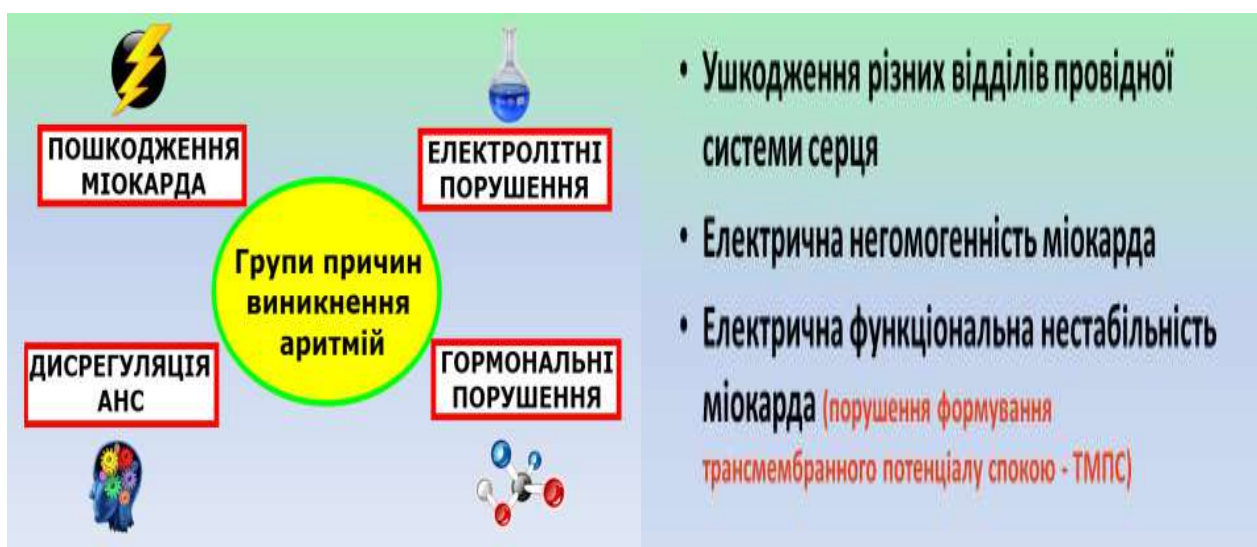 ПОШКОДЖЕННЯ
МІОКАРДА
ЕЛЕКТРОЛІТНІ
ПОРУШЕННЯ
Групи причин
виникнення
аритмій
ДИСРЕГУЛЯЦІЯ
АНС
ГОРМОНАЛЬНІ
ПОРУШЕННЯ
• Ушкодження різних відділів провідної
системи серця
• Електрична негомогенність міокарда
• Електрична функціональна нестабільність
міокарда (порушення формування
трансмембранного потенціалу спокою - ТМПС)